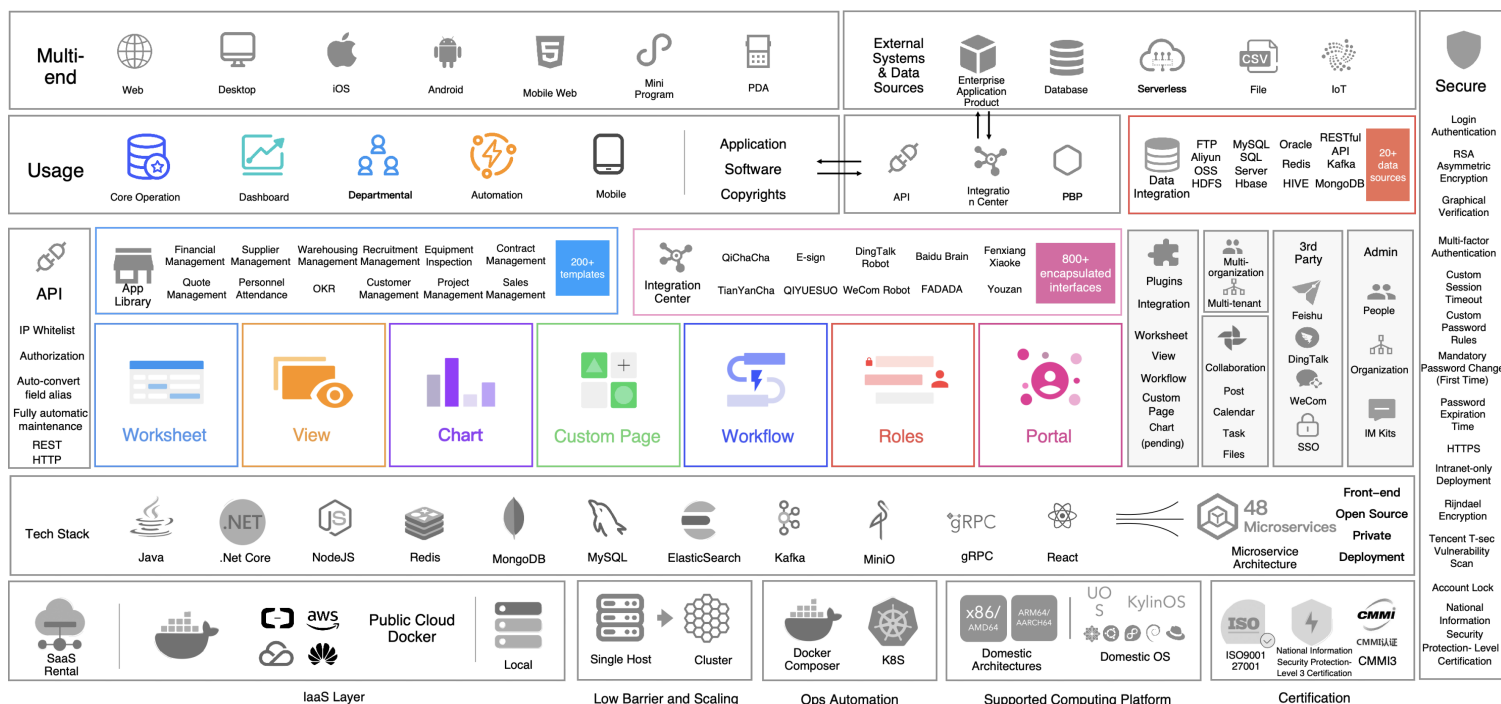 Multi-
end
Web
Desktop
iOS
Android
Mobile Web
Mini
Program
PDA
External
Systems
& Data
Sources
Enterprise
Application
Product
Database
Serverless
CSV
File
IoT
Secure
Login
Authentication
RSA
Asymmetric
Encryption
Graphical
Verification
Multi-factor
Authentication
Custom
Session
Timeout
Custom
Password
Rules
Mandatory
Password Change
(First Time)
Password
Expiration
Time
HTTPS
Intranet-only
Deployment
Rijndael
Encryption
Tencent T-sec
Vulnerability
Scan
Account Lock
National
Information
Security
Protection- Level
Certification
Usage
Core Operation
Dashboard
Departmental
Automation
Mobile
Application
Software
Copyrights
API
Integratio
n Center
PBP
Data
Integration
FTP
Aliyun
OSS
HDFS
MySQL
SQL
Server
Hbase
Oracle
Redis
HIVE
RESTful
API
Kafka
MongoDB
20+
data
sources
API
IP Whitelist
Authorization
Auto-convert
field alias
Fully automatic
maintenance
REST
HTTP
App
Library
Financial
Management
Supplier
Management
Warehousing
Management
Recruitment
Management
Equipment
Inspection
Contract
Management
Quote
Management
Personnel
Attendance
OKR
Customer
Management
Project
Management
Sales
Management
200+
templates
Integration
Center
QiChaCha
E-sign
DingTalk
Robot
Baidu Brain
Fenxiang
Xiaoke
TianYanCha
QIYUESUO
WeCom Robot
FADADA
Youzan
800+
encapsulated
interfaces
Worksheet
View
Chart
Custom Page
Workflow
Roles
Portal
Plugins
Integration
Worksheet
View
Workflow
Custom
Page
Chart
(pending)
Multi-
organization
Multi-tenant
Collaboration
Post
Calendar
Task
Files
3rd
Party
Feishu
DingTalk
WeCom
SSO
Admin
People
Organization
IM Kits
Tech Stack
Java
.NET
.Net Core
JS
NodeJS
Redis
MongoDB
MySQL
ElasticSearch
Kafka
MiniO
gRPC
gRPC
React
48
Microservices
Microservice
Architecture
Front-end
Open Source
Private
Deployment
SaaS
Rental
aws
Public Cloud
Docker
Local
IaaS Layer
Single Host
Cluster
Low Barrier and Scaling
Docker
Composer
K8S
Ops Automation
x86/
AMD64
ARM64/
AARCH64
Domestic
Architectures
UO
S
KylinOS
Domestic OS
Supported Computing Platform
ISO
ISO9001
27001
National Information
Security Protection-
Level 3 Certification
CMMI
CMMI认证
CMMI3
Certification